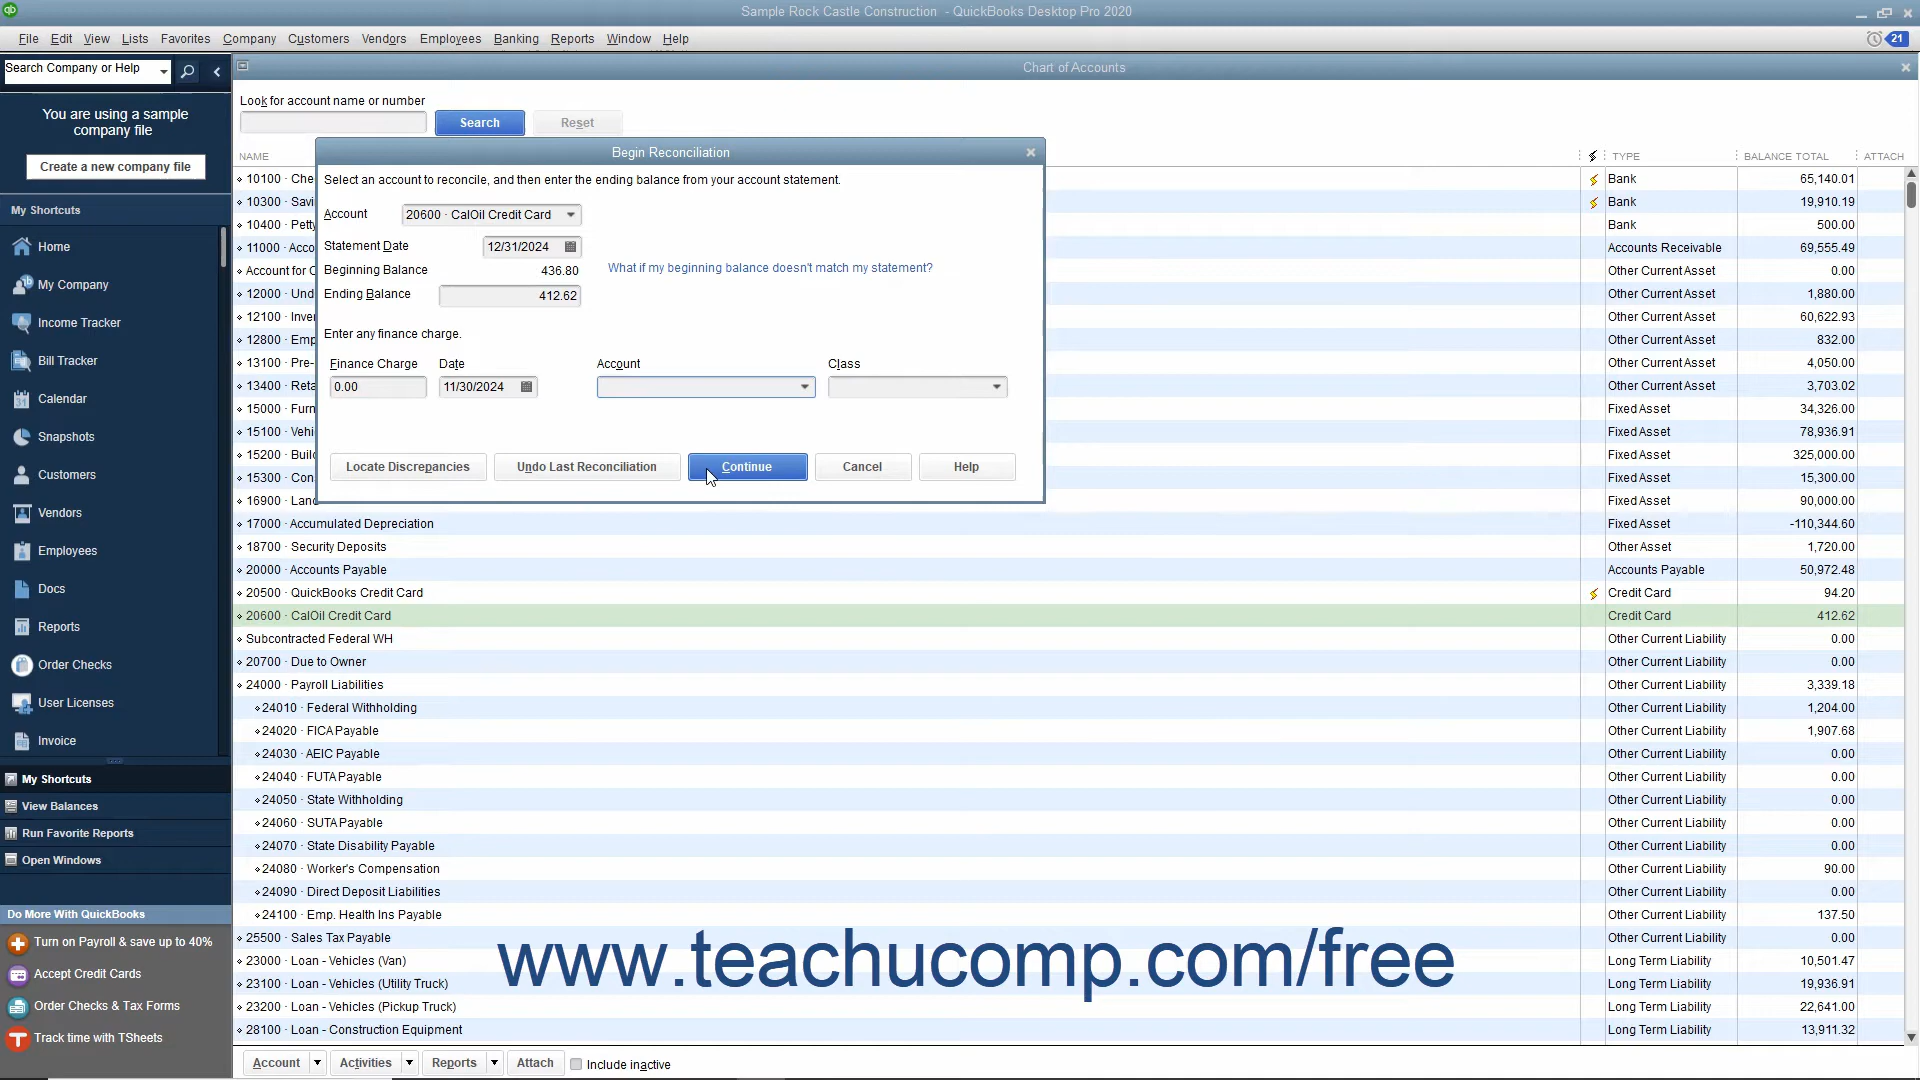 Sample Rock Castle Construction - QuickBooks Desktop Pro 2020
File Edit View Lists Favorites Company Customers Vendors Employees Banking Reports Window Help
21
Search Company or Help
Chart of Accounts
You are using a sample
company file
Create a new company file
My Shortcuts
Home
My Company
Income Tracker
Bill Tracker
Calendar
Snapshots
Customers
Vendors
Employees
Docs
Reports
Order Checks
User Licenses
Invoice
My Shortcuts
View Balances
Run Favorite Reports
Open Windows
Do More With QuickBooks
Turn on Payroll & save up to 40%
Accept Credit Cards
Order Checks & Tax Forms
Track time with TSheets
Look for account name or number
Search Reset
Begin Reconciliation
Select an account to reconcile, and then enter the ending balance from your account statement.
Account 20600 · CalOil Credit Card
Statement Date 12/31/2024
Beginning Balance 436.80 What if my beginning balance doesn't match my statement?
Ending Balance 412.62
Enter any finance charge.
Finance Charge Date Account Class
0.00 11/30/2024
Locate Discrepancies Undo Last Reconciliation Continue Cancel Help
NAME TYPE BALANCE TOTAL ATTACH
10100 · Che Bank 65,140.01
10300 · Savi Bank 19,910.19
10400 · Petty Bank 500.00
11000 · Acco Accounts Receivable 69,555.49
Account for C Other Current Asset 0.00
12000 · Und Other Current Asset 1,880.00
12100 · Inver Other Current Asset 60,622.93
12800 · Emp Other Current Asset 832.00
13100 · Pre- Other Current Asset 4,050.00
13400 · Reta Other Current Asset 3,703.02
15000 · Furn Fixed Asset 34,326.00
15100 · Vehi Fixed Asset 78,936.91
15200 · Build Fixed Asset 325,000.00
15300 · Con Fixed Asset 15,300.00
16900 · Land Fixed Asset 90,000.00
17000 · Accumulated Depreciation Fixed Asset -110,344.60
18700 · Security Deposits Other Asset 1,720.00
20000 · Accounts Payable Accounts Payable 50,972.48
20500 · QuickBooks Credit Card Credit Card 94.20
20600 · CalOil Credit Card Credit Card 412.62
Subcontracted Federal WH Other Current Liability 0.00
20700 · Due to Owner Other Current Liability 0.00
24000 · Payroll Liabilities Other Current Liability 3,339.18
24010 · Federal Withholding Other Current Liability 1,204.00
24020 · FICA Payable Other Current Liability 1,907.68
24030 · AEIC Payable Other Current Liability 0.00
24040 · FUTA Payable Other Current Liability 0.00
24050 · State Withholding Other Current Liability 0.00
24060 · SUTA Payable Other Current Liability 0.00
24070 · State Disability Payable Other Current Liability 0.00
24080 · Worker's Compensation Other Current Liability 90.00
24090 · Direct Deposit Liabilities Other Current Liability 0.00
24100 · Emp. Health Ins Payable Other Current Liability 137.50
25500 · Sales Tax Payable Other Current Liability 0.00
23000 · Loan - Vehicles (Van) Long Term Liability 10,501.47
23100 · Loan - Vehicles (Utility Truck) Long Term Liability 19,936.91
23200 · Loan - Vehicles (Pickup Truck) Long Term Liability 22,641.00
28100 · Loan - Construction Equipment Long Term Liability 13,911.32
www.teachucomp.com/free
Account Activities Reports Attach Include inactive